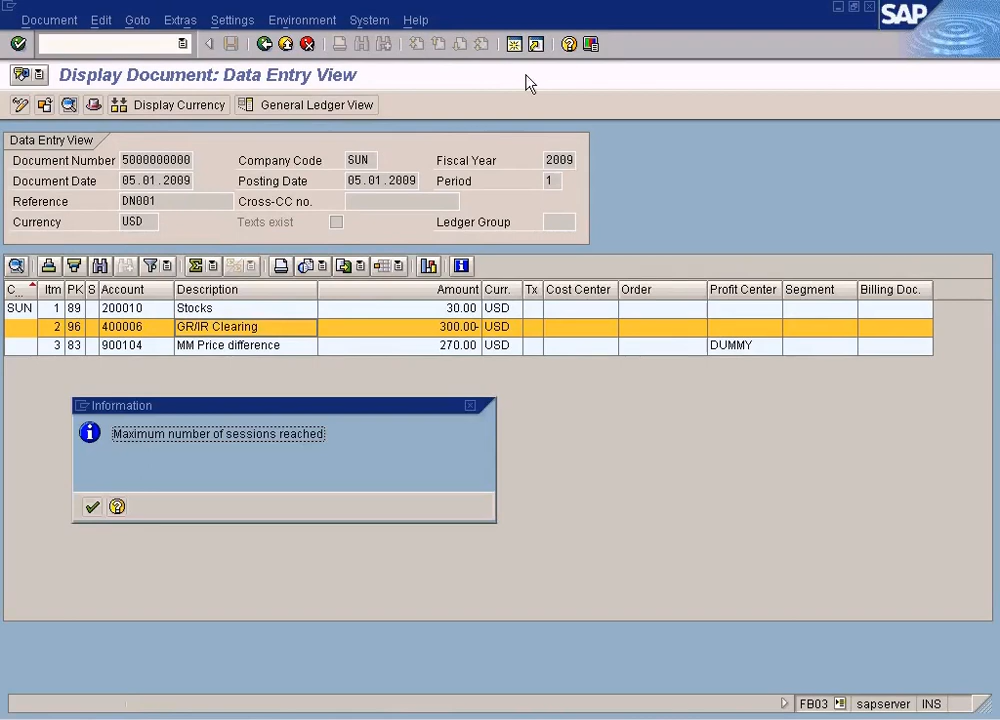 Document Edit Goto Extras Settings Environment System Help
SAP
Display Document: Data Entry View
Display Currency General Ledger View
Data Entry View
Document Number 5000000000 Company Code SUN Fiscal Year 2009
Document Date 05.01.2009 Posting Date 05.01.2009 Period 1
Reference DN001 Cross-CC no.
Currency USD Texts exist Ledger Group
C... Itm PK S Account Description Amount Curr. Tx Cost Center Order Profit Center Segment Billing Doc.
SUN 1 89 200010 Stocks 30.00 USD
2 96 400006 GR/IR Clearing 300.00- USD
3 83 900104 MM Price difference 270.00 USD DUMMY
Information
Maximum number of sessions reached
FB03 sapserver INS